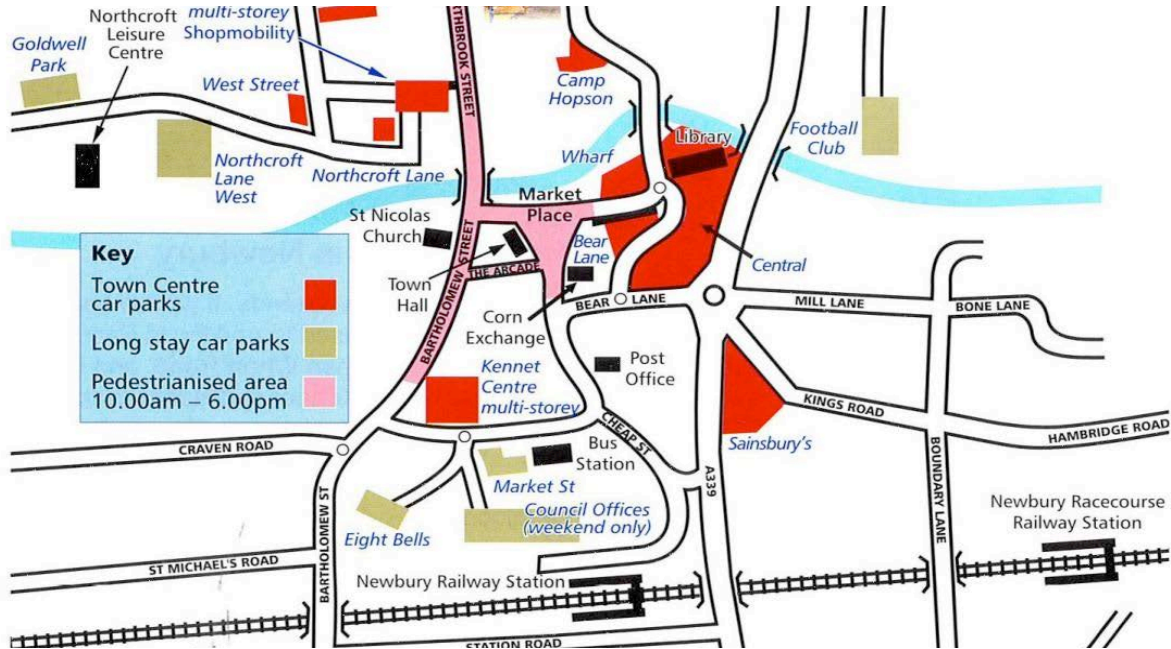 Northcroft
Leisure
Centre
multi-storey
Shopmobility
Goldwell
Park
West Street
RTHBROOK STREET
Camp
Hopson
Library
Football
Club
Northcroft
Lane
West
Northcroft Lane
Wharf
Market
Place
St Nicolas
Church
Bear
Lane
Central
THE ARCADE
Town
Hall
BARTHOLOMEW STREET
Corn
Exchange
BEAR LANE
MILL LANE
BONE LANE
Key
Town Centre
car parks
Long stay car parks
Pedestrianised area
10.00am – 6.00pm
Kennet
Centre
multi-storey
Post
Office
KINGS ROAD
HAMBRIDGE ROAD
Sainsbury's
CHEAP ST
CRAVEN ROAD
Bus
Station
Market St
A339
BOUNDARY LANE
Council Offices
(weekend only)
Eight Bells
BARTHOLOMEW ST
Newbury Racecourse
Railway Station
ST MICHAEL'S ROAD
Newbury Railway Station
STATION ROAD